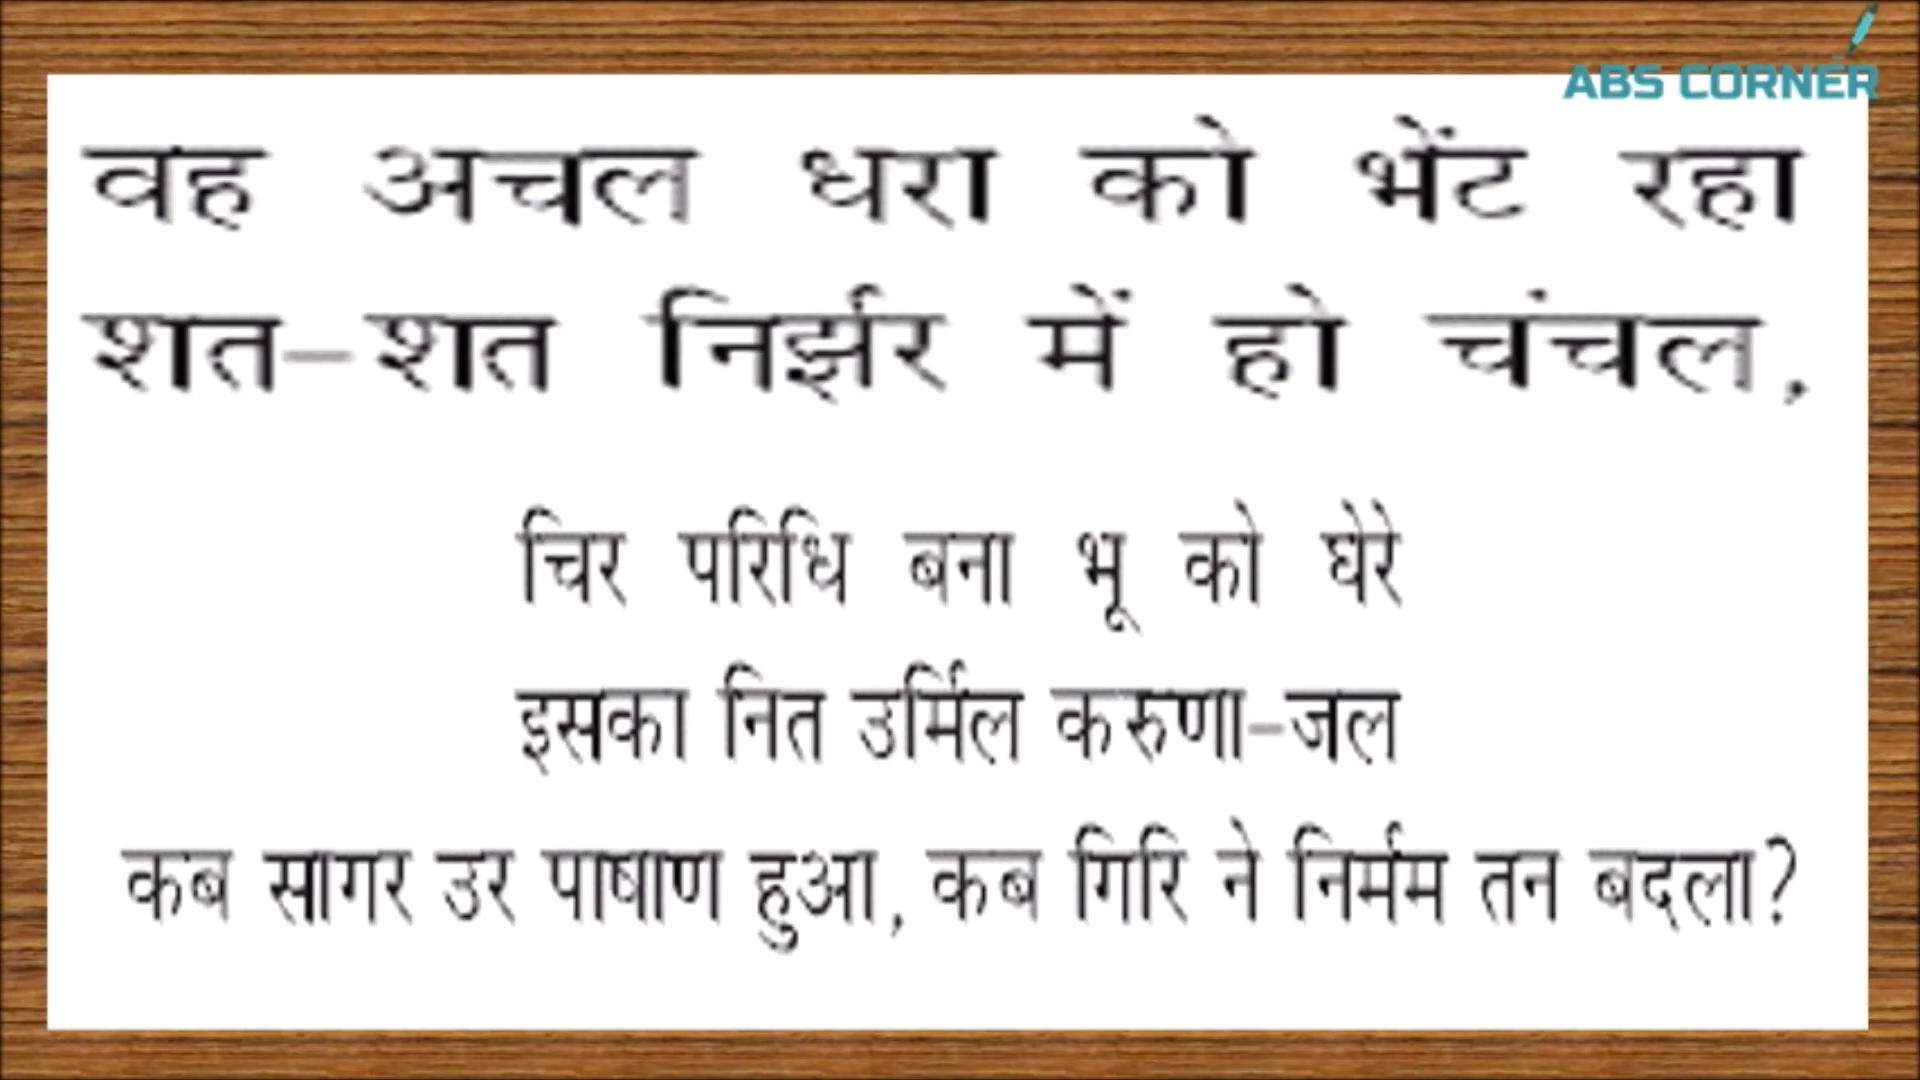 ABS CORNER
वह अचल धरा को भेंट रहा
शत-शत निर्झर में हो चंचल,
चिर परिधि बना भू को घेरे
इसका नित उर्मिल करुणा-जल
कब सागर उर पाषाण हुआ, कब गिरि ने निर्मम तन बदला?